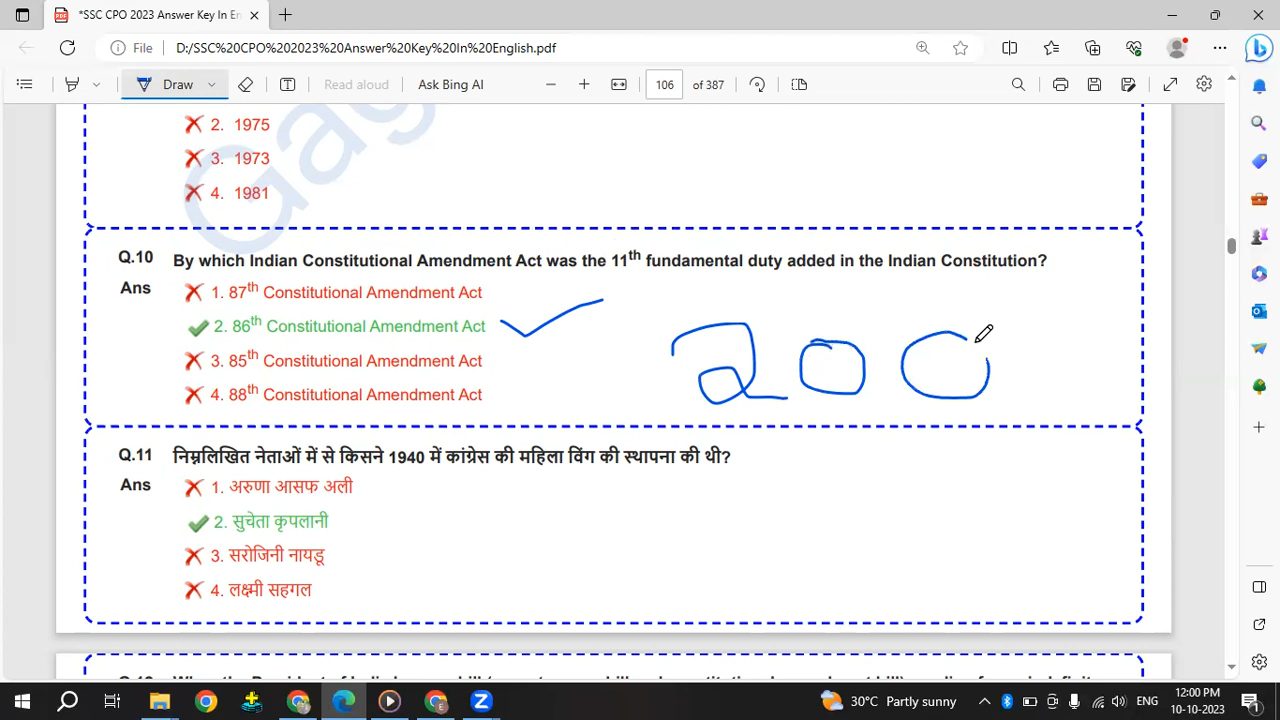 *SSC CPO 2023 Answer Key In En
File D:/SSC%20CPO%202023%20Answer%20Key%20In%20English.pdf
Draw Read aloud Ask Bing AI 106 of 387
Gag
2. 1975
3. 1973
4. 1981
Q.10 By which Indian Constitutional Amendment Act was the 11th fundamental duty added in the Indian Constitution?
Ans 1. 87th Constitutional Amendment Act
2. 86th Constitutional Amendment Act
3. 85th Constitutional Amendment Act
4. 88th Constitutional Amendment Act
200
Q.11 निम्नलिखित नेताओं में से किसने 1940 में कांग्रेस की महिला विंग की स्थापना की थी?
Ans 1. अरुणा आसफ अली
2. सुचेता कृपलानी
3. सरोजिनी नायडू
4. लक्ष्मी सहगल
30°C Partly sunny ENG 12:00 PM
10-10-2023